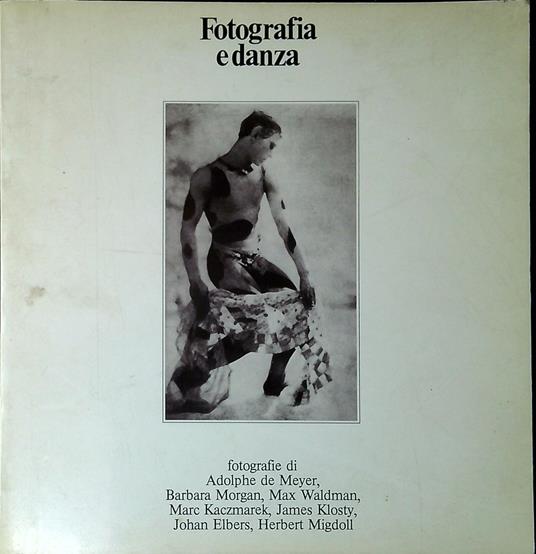 Fotografia
e danza
fotografie di
Adolphe de Meyer,
Barbara Morgan, Max Waldman,
Marc Kaczmarek, James Klosty,
Johan Elbers, Herbert Migdoll